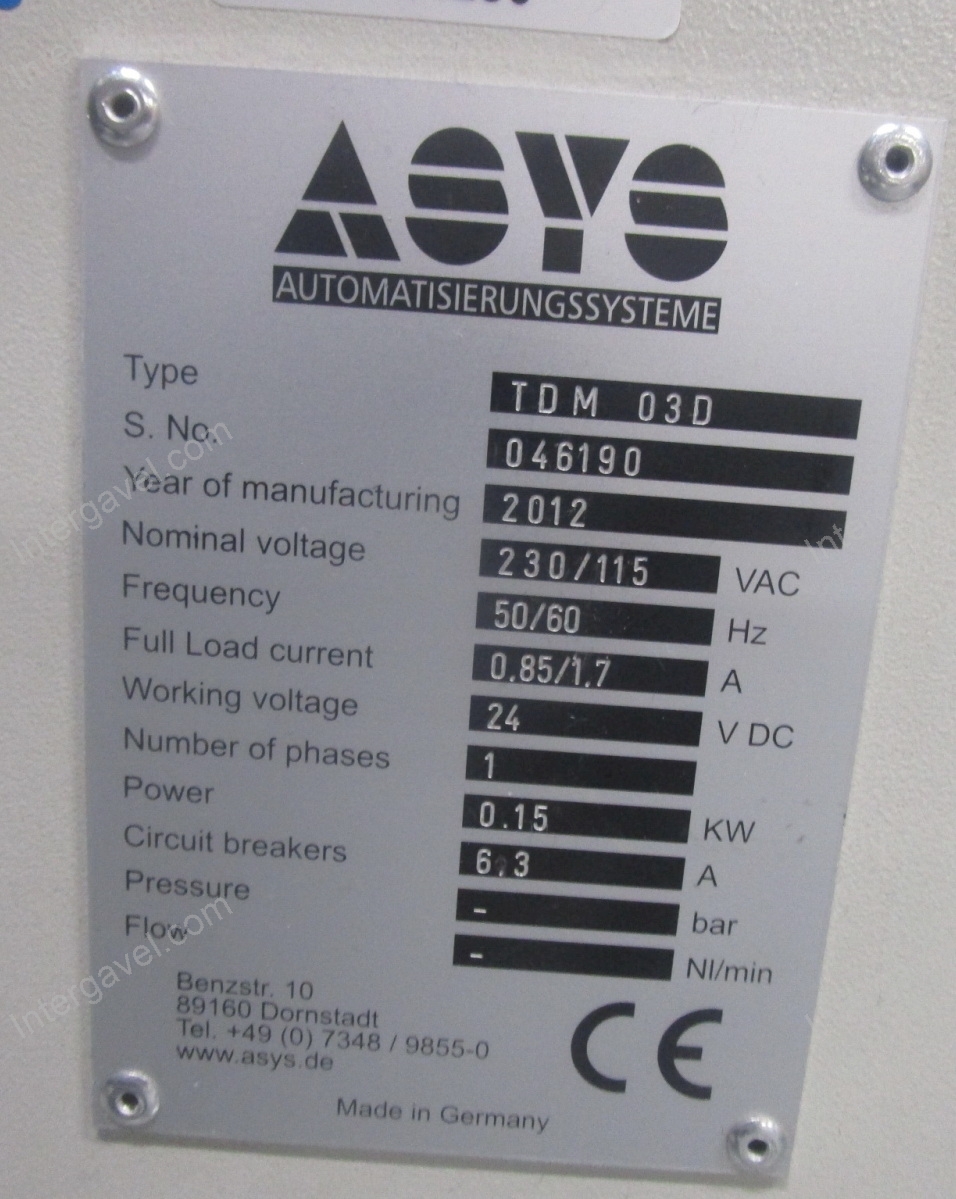 ASYS
AUTOMATISIERUNGSSYSTEME
Type TDM 03D
S. No. 046190
Year of manufacturing 2012
Nominal voltage 230/115 VAC
Frequency 50/60 Hz
Full Load current 0.85/1.7 A
Working voltage 24 V DC
Number of phases 1
Power 0.15 KW
Circuit breakers 6,3 A
Pressure - bar
Flow - Nl/min
Benzstr. 10
89160 Dornstadt
Tel. +49 (0) 7348 / 9855-0
www.asys.de
CE
Made in Germany
Intergavel.com
Intergavel.com